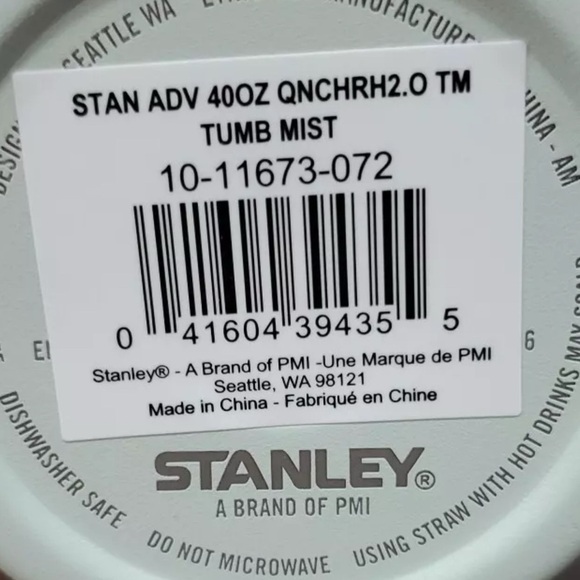 SEATTLE WA
STAN ADV 40OZ QNCHRH2.O TM
TUMB MIST
10-11673-072
0 41604 39435 5
Stanley® - A Brand of PMI -Une Marque de PMI
Seattle, WA 98121
Made in China - Fabriqué en Chine
STANLEY®
A BRAND OF PMI
DISHWASHER SAFE
DO NOT MICROWAVE
USING STRAW WITH HOT DRINKS MAY